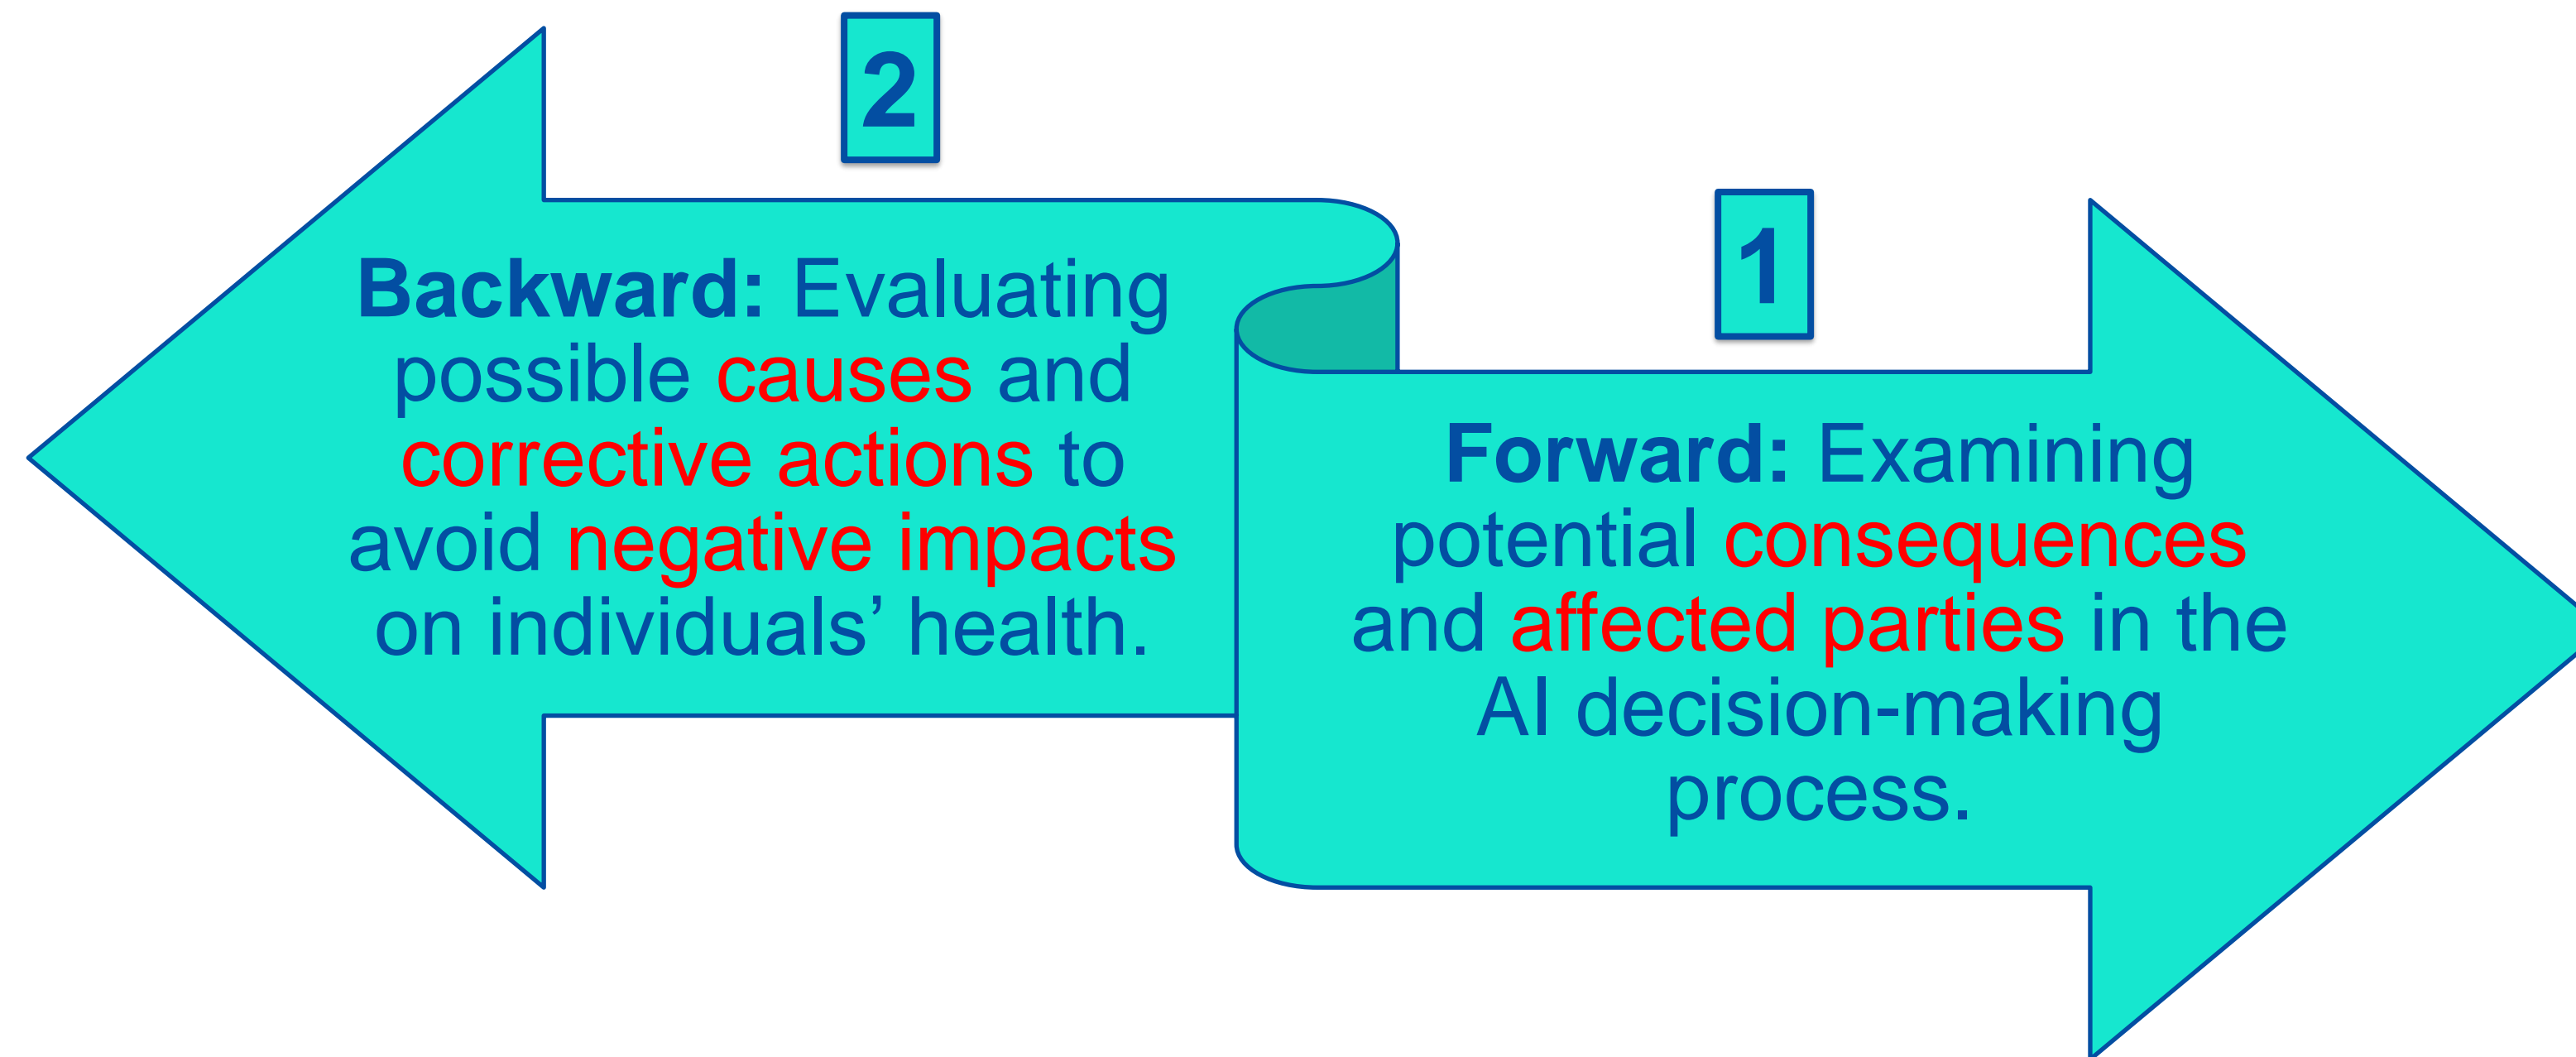 2
Backward: Evaluating
possible causes and
corrective actions to
avoid negative impacts
on individuals’ health.
1
Forward: Examining
potential consequences
and affected parties in the
AI decision-making
process.